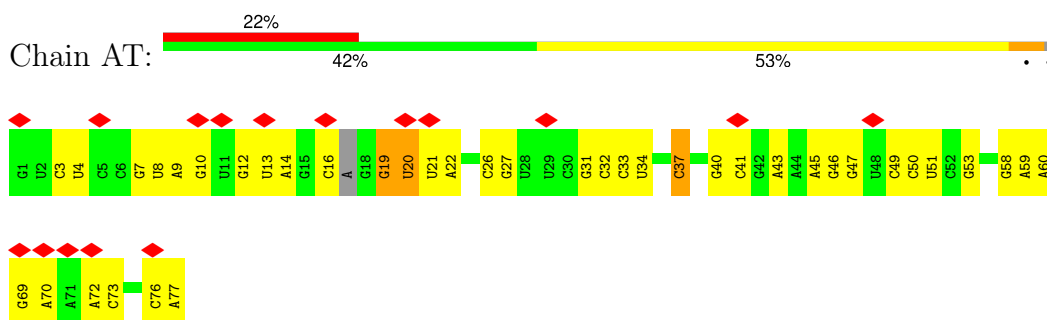 22%
Chain AT:
42% 53% • •
G1 U2 C3 U4 C5 C6 G7 U8 A9 G10 U11 G12 U13 A14 G15 C16 A G18 G19 U20 U21 A22 C26 G27 U28 U29 C30 G31 C32 C33 U34 C37 G40 C41 G42 A43 A44 A45 G46 G47 U48 C49 C50 U51 C52 G53 G58 A59 A60
G69 A70 A71 A72 C73 C76 A77